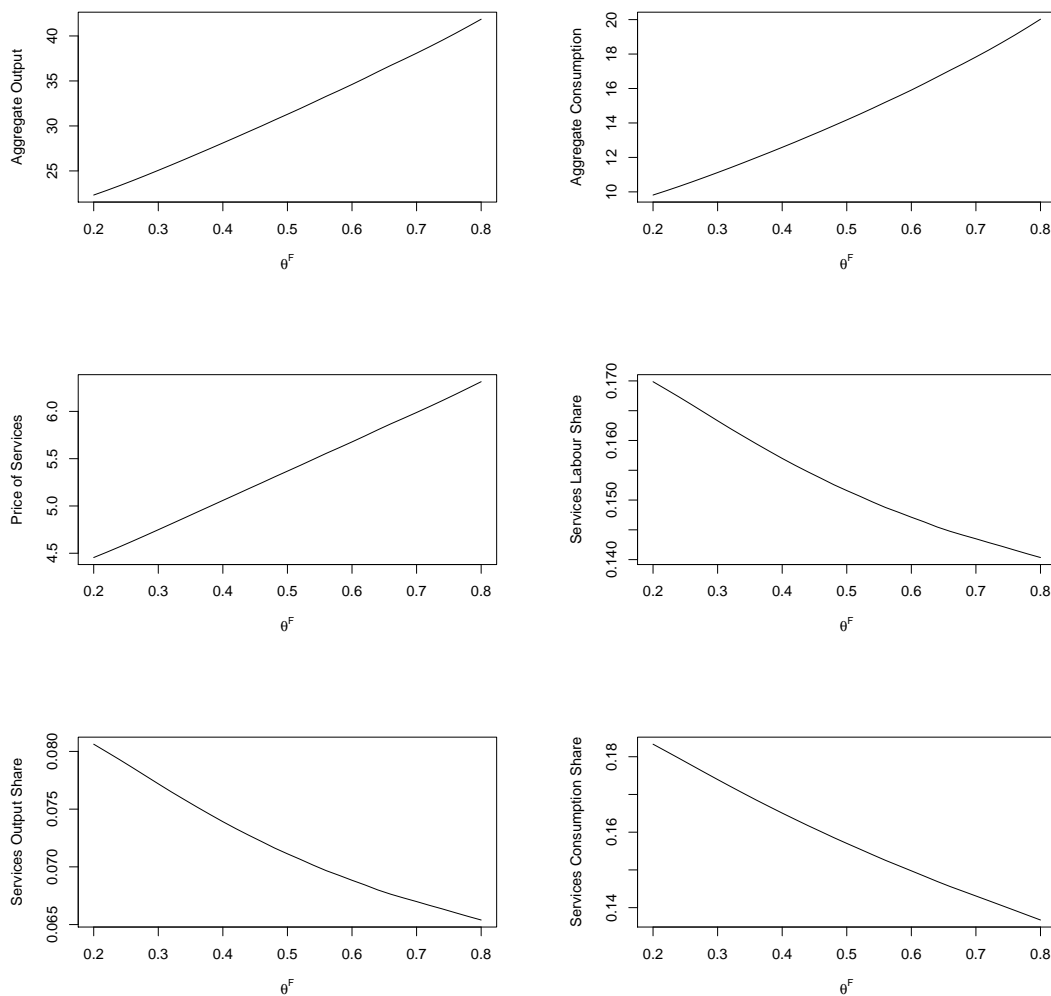 Aggregate Output
25 30 35 40
0.2 0.3 0.4 0.5 0.6 0.7 0.8
θF
Aggregate Consumption
10 12 14 16 18 20
0.2 0.3 0.4 0.5 0.6 0.7 0.8
θF
Price of Services
4.5 5.0 5.5 6.0
0.2 0.3 0.4 0.5 0.6 0.7 0.8
θF
Services Labour Share
0.140 0.150 0.160 0.170
0.2 0.3 0.4 0.5 0.6 0.7 0.8
θF
Services Output Share
0.065 0.070 0.075 0.080
0.2 0.3 0.4 0.5 0.6 0.7 0.8
θF
Services Consumption Share
0.14 0.16 0.18
0.2 0.3 0.4 0.5 0.6 0.7 0.8
θF